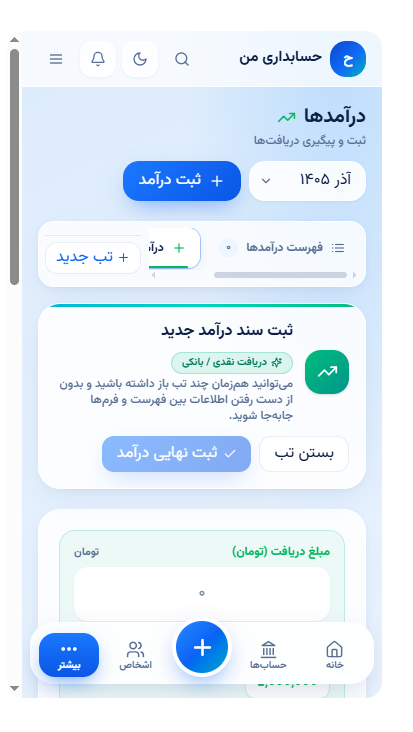 ح
حسابداری من
درآمدها
ثبت و پیگیری دریافت‌ها
آذر ۱۴۰۵
ثبت درآمد
فهرست درآمدها
۰
تب جدید
ثبت سند درآمد جدید
دریافت نقدی / بانکی
می‌توانید هم‌زمان چند تب باز داشته باشید و بدون
از دست رفتن اطلاعات بین فهرست و فرم‌ها
جابه‌جا شوید.
بستن تب
ثبت نهایی درآمد
مبلغ دریافت (تومان)
تومان
۰
خانه
حساب‌ها
اشخاص
بیشتر